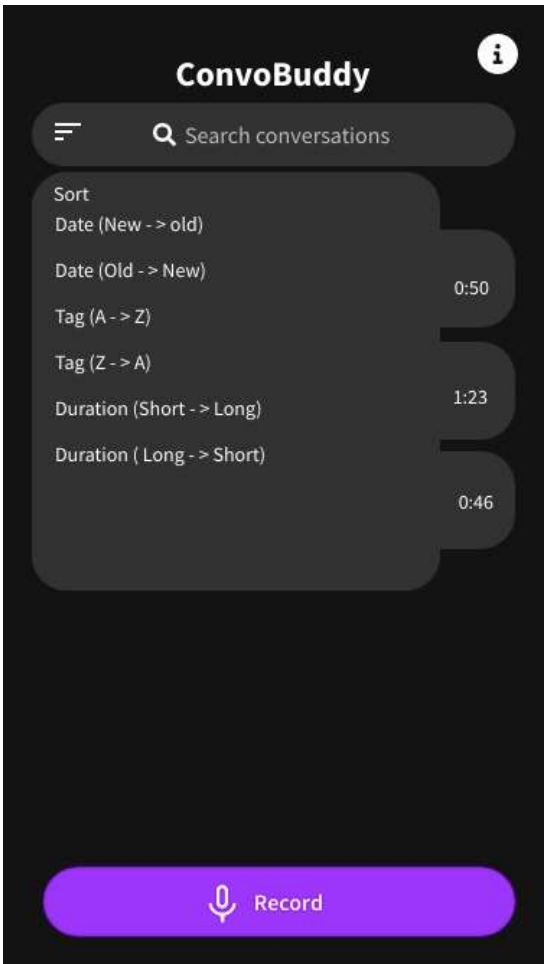 ConvoBuddy
Search conversations
Sort
Date (New - > old)
Date (Old - > New)
0:50
Tag (A - > Z)
Tag (Z - > A)
1:23
Duration (Short - > Long)
Duration ( Long - > Short)
0:46
Record